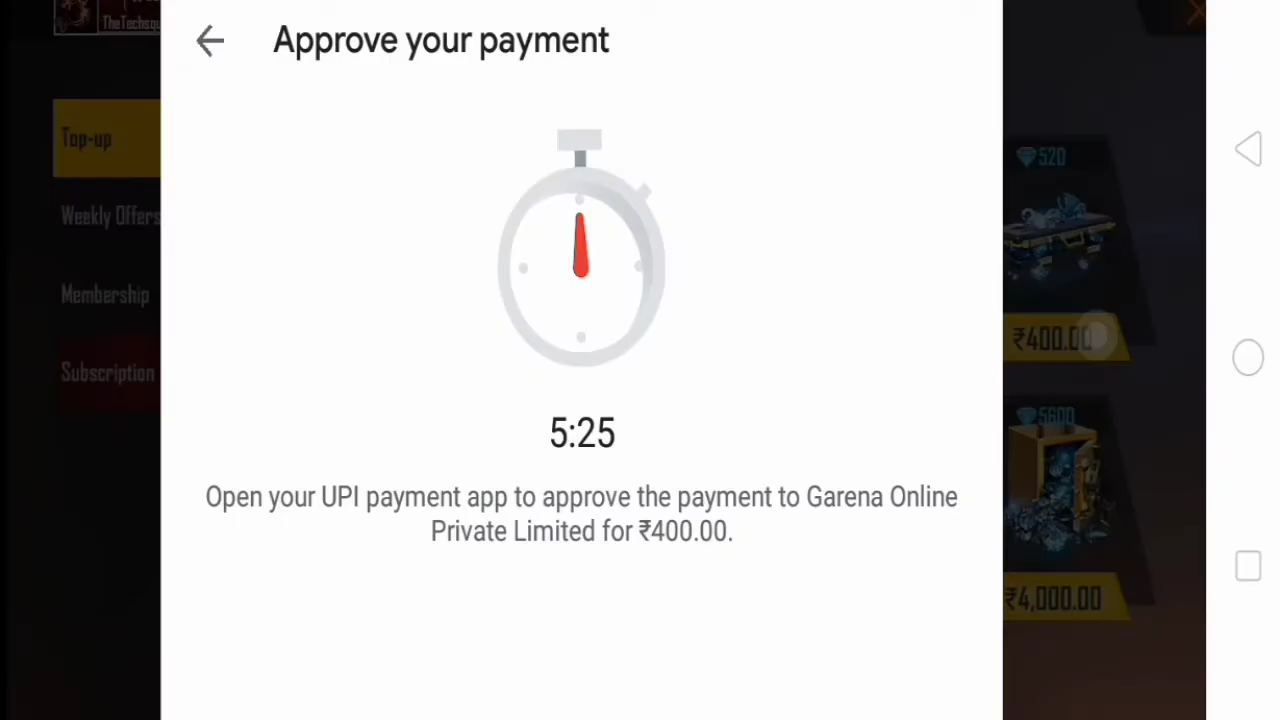 Approve your payment
Top-up
Weekly Offers
Membership
Subscription
520
₹400.00
5600
₹4,000.00
5:25
Open your UPI payment app to approve the payment to Garena Online
Private Limited for ₹400.00.